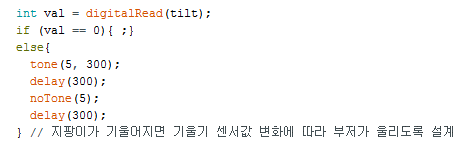 int val = digitalRead(tilt);
if (val == 0){ ;}
else{
  tone(5, 300);
  delay(300);
  noTone(5);
  delay(300);
} // 지팡이가 기울어지면 기울기 센서값 변화에 따라 부저가 울리도록 설계